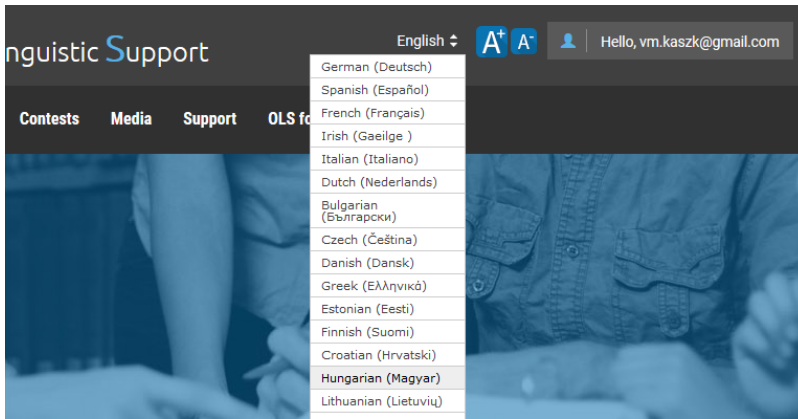 nguistic Support
English
A+ A-
Hello, vm.kaszk@gmail.com
Contests Media Support OLS fo
German (Deutsch)
Spanish (Español)
French (Français)
Irish (Gaeilge )
Italian (Italiano)
Dutch (Nederlands)
Bulgarian
(Български)
Czech (Čeština)
Danish (Dansk)
Greek (Ελληνικά)
Estonian (Eesti)
Finnish (Suomi)
Croatian (Hrvatski)
Hungarian (Magyar)
Lithuanian (Lietuvių)